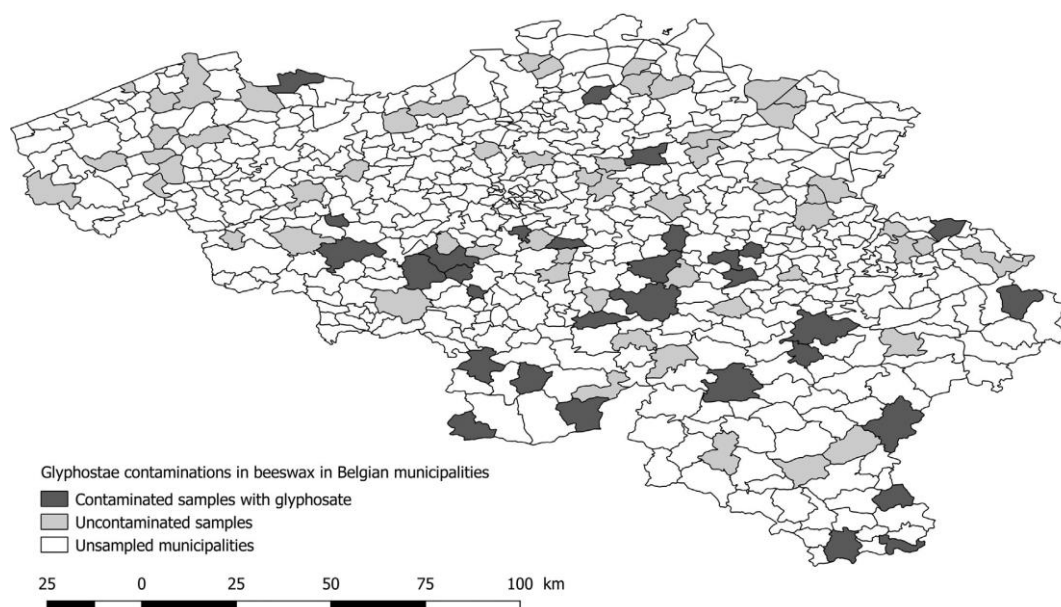 Glyphostae contaminations in beeswax in Belgian municipalities
Contaminated samples with glyphosate
Uncontaminated samples
Unsampled municipalities
25 0 25 50 75 100 km